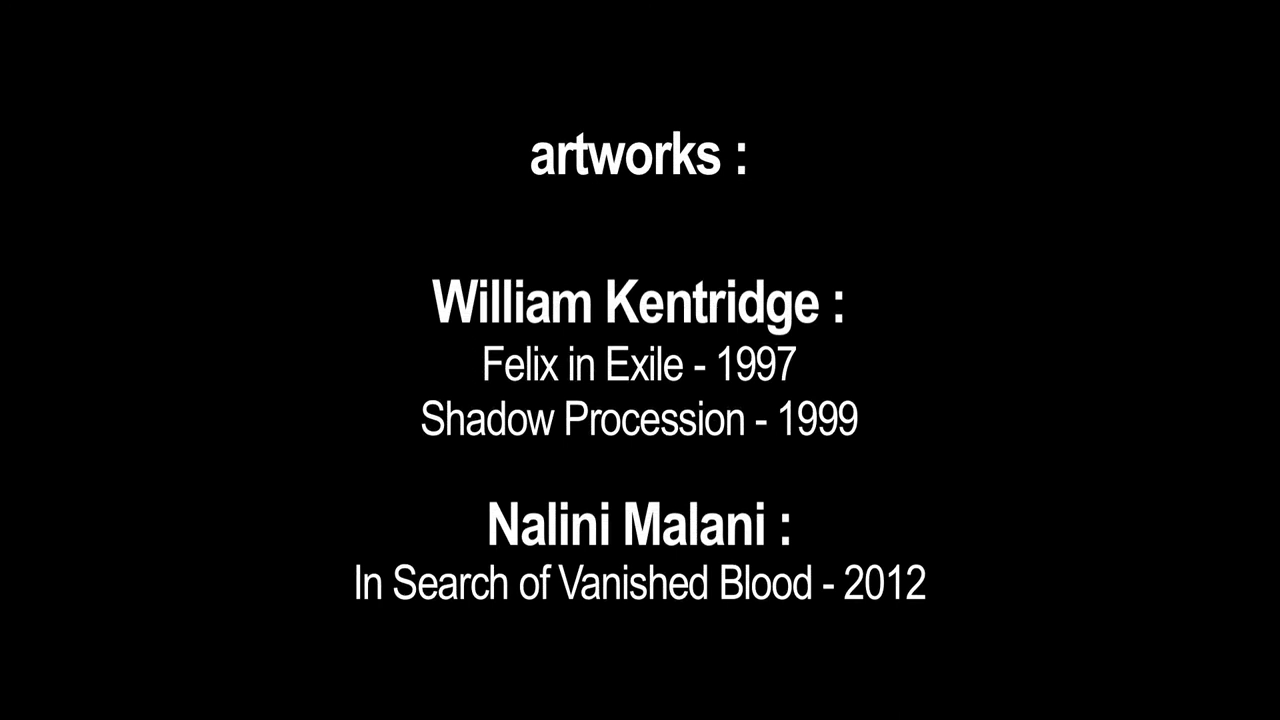 artworks :
William Kentridge :
Felix in Exile - 1997
Shadow Procession - 1999
Nalini Malani :
In Search of Vanished Blood - 2012